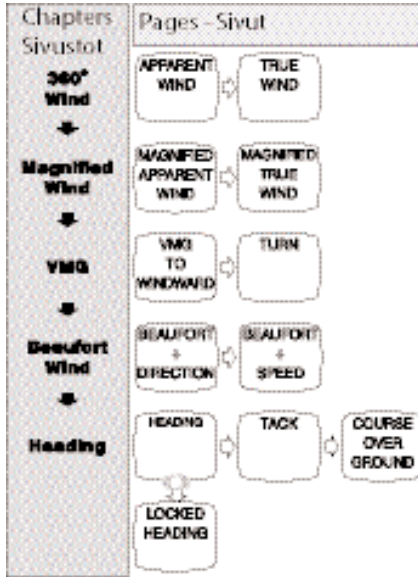 Chapters
Sivustot
Pages - Sivut
360°
Wind
APPARENT
WIND
TRUE
WIND
Magnified
Wind
MAGNIFIED
APPARENT
WIND
MAGNIFIED
TRUE
WIND
VMG
VMG
TO
WINDWARD
TURN
Beaufort
Wind
BEAUFORT
+
DIRECTION
BEAUFORT
+
SPEED
Heading
HEADING
TACK
COURSE
OVER
GROUND
LOCKED
HEADING